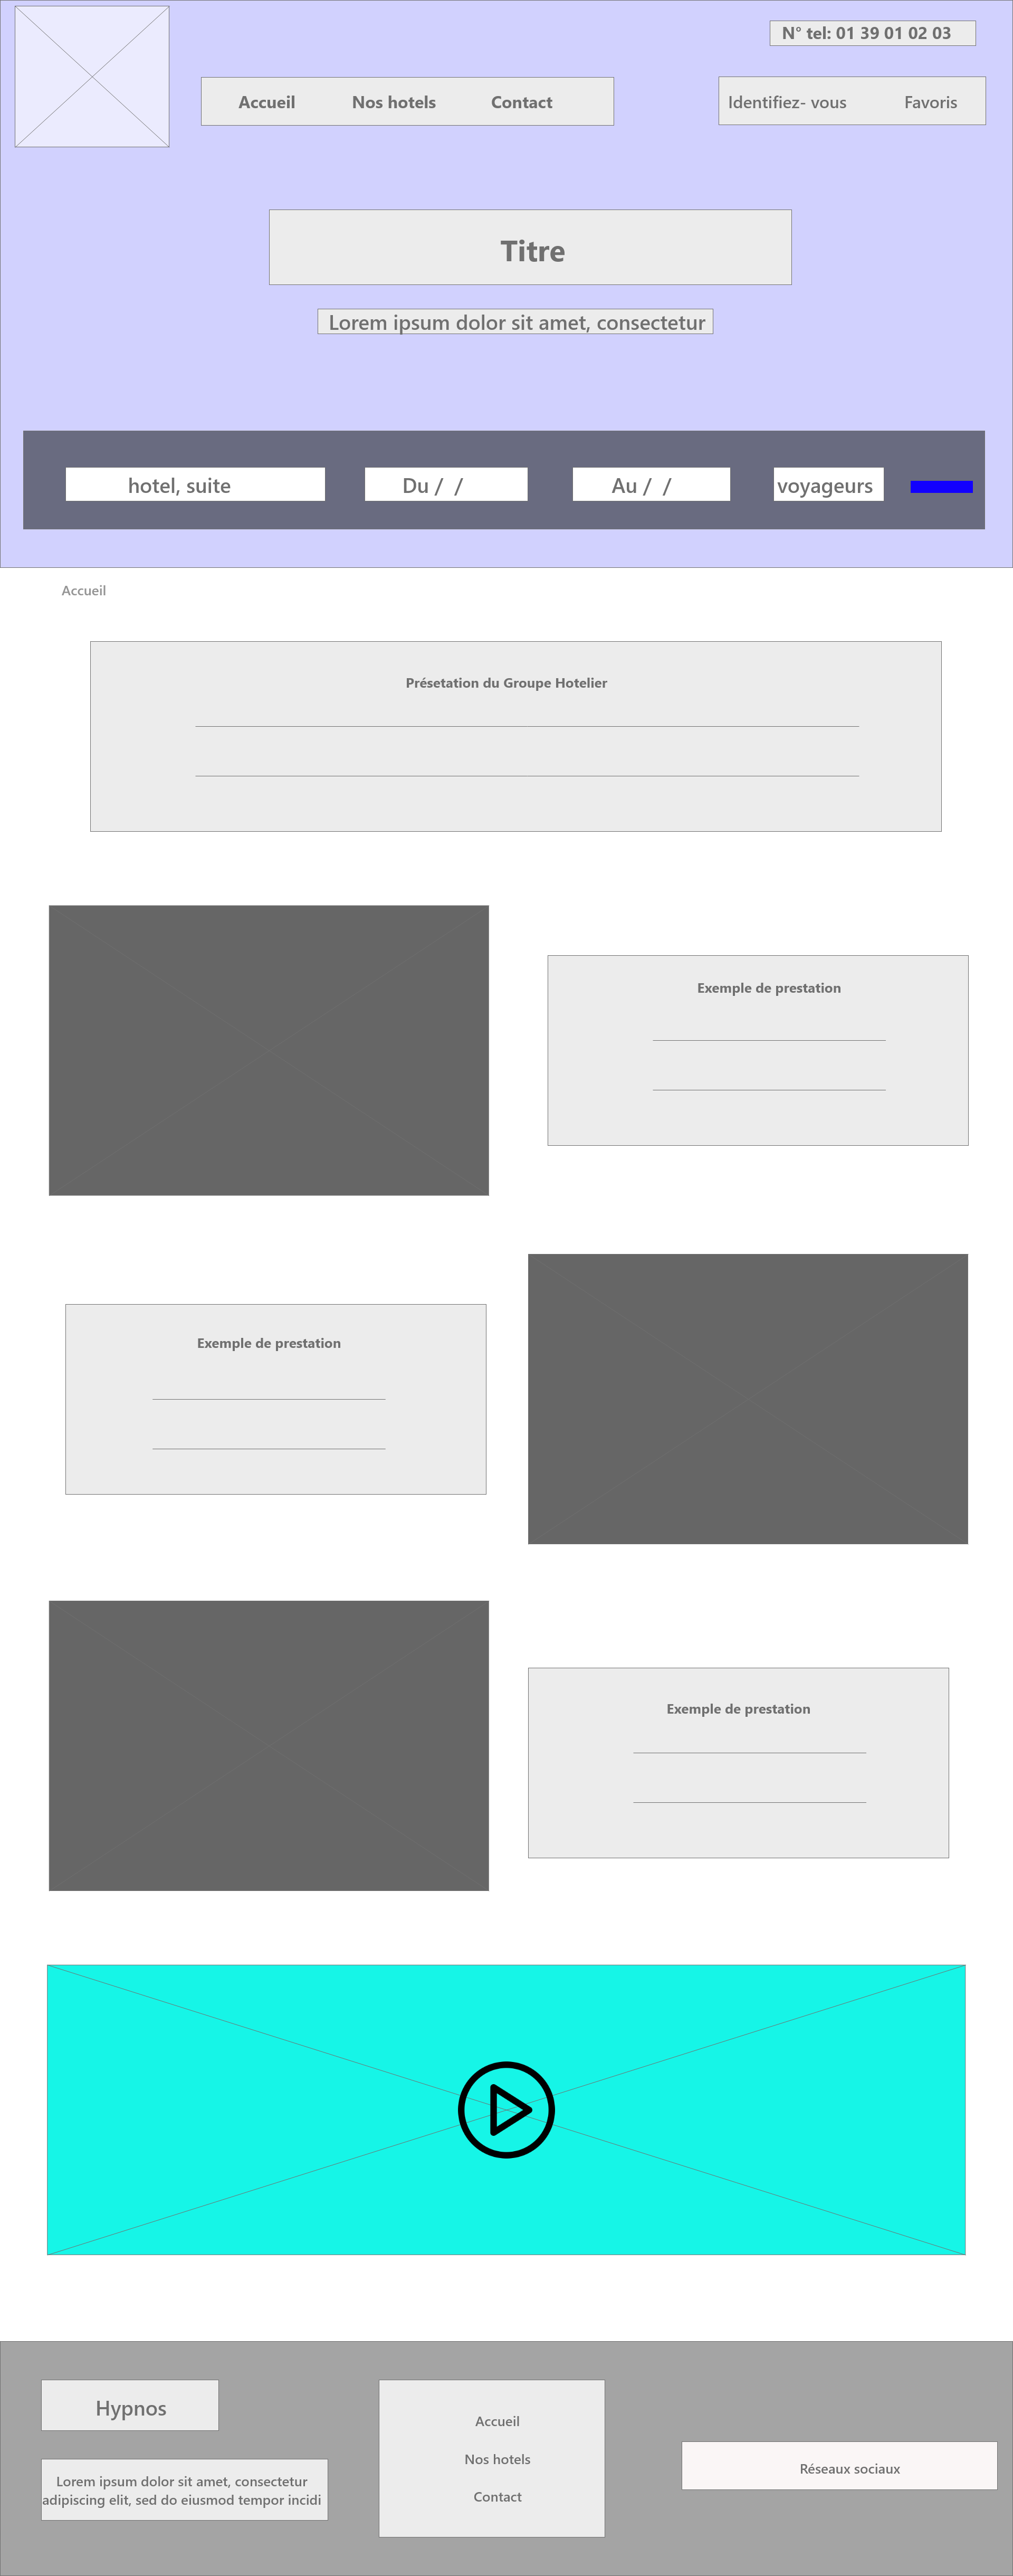 N° tel: 01 39 01 02 03
Accueil Nos hotels Contact
Identifiez- vous Favoris
Titre
Lorem ipsum dolor sit amet, consectetur
hotel, suite
Du / /
Au / /
voyageurs
Accueil
Présetation du Groupe Hotelier
Exemple de prestation
Exemple de prestation
Exemple de prestation
Hypnos
Lorem ipsum dolor sit amet, consectetur
adipiscing elit, sed do eiusmod tempor incidi
Accueil
Nos hotels
Contact
Réseaux sociaux